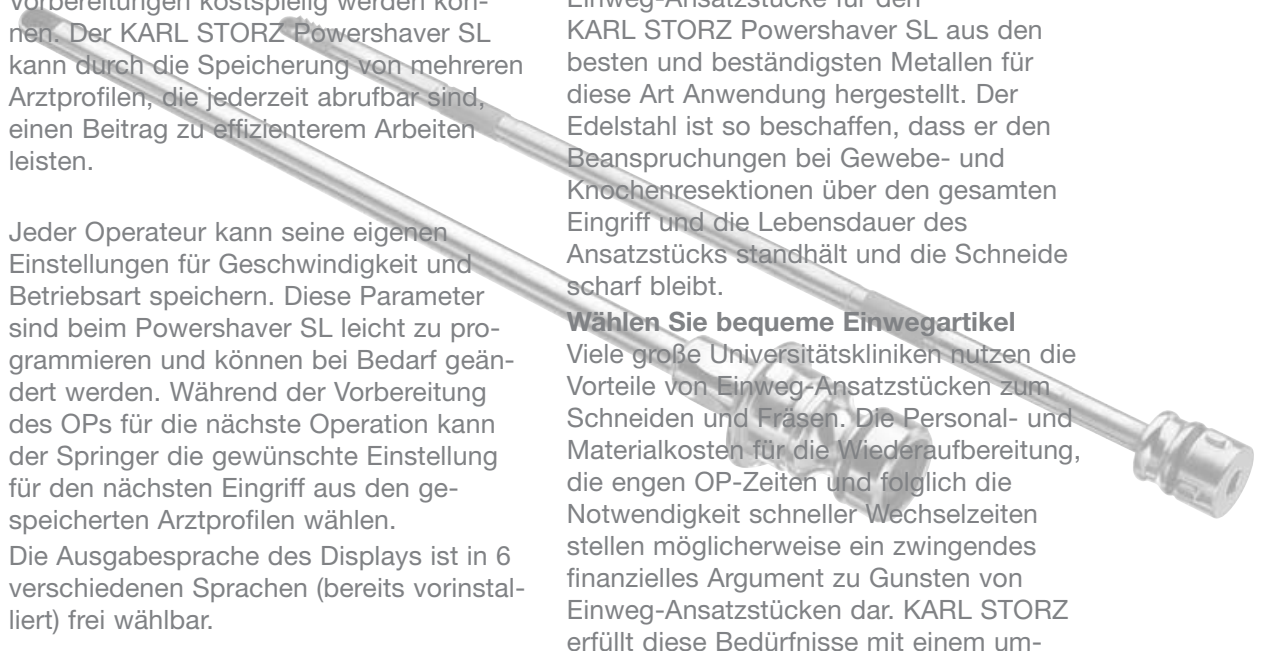 Vorbereitungen kostspielig werden kön-
nen. Der KARL STORZ Powershaver SL
kann durch die Speicherung von mehreren
Arztprofilen, die jederzeit abrufbar sind,
einen Beitrag zu effizienterem Arbeiten
leisten.
Jeder Operateur kann seine eigenen
Einstellungen für Geschwindigkeit und
Betriebsart speichern. Diese Parameter
sind beim Powershaver SL leicht zu pro-
grammieren und können bei Bedarf geän-
dert werden. Während der Vorbereitung
des OPs für die nächste Operation kann
der Springer die gewünschte Einstellung
für den nächsten Eingriff aus den ge-
speicherten Arztprofilen wählen.
Die Ausgabesprache des Displays ist in 6
verschiedenen Sprachen (bereits vorinstal-
liert) frei wählbar.
Einweg-Ansatzstücke für den
KARL STORZ Powershaver SL aus den
besten und beständigsten Metallen für
diese Art Anwendung hergestellt. Der
Edelstahl ist so beschaffen, dass er den
Beanspruchungen bei Gewebe- und
Knochenresektionen über den gesamten
Eingriff und die Lebensdauer des
Ansatzstücks standhält und die Schneide
scharf bleibt.
Wählen Sie bequeme Einwegartikel
Viele große Universitätskliniken nutzen die
Vorteile von Einweg-Ansatzstücken zum
Schneiden und Fräsen. Die Personal- und
Materialkosten für die Wiederaufbereitung,
die engen OP-Zeiten und folglich die
Notwendigkeit schneller Wechselzeiten
stellen möglicherweise ein zwingendes
finanzielles Argument zu Gunsten von
Einweg-Ansatzstücken dar. KARL STORZ
erfüllt diese Bedürfnisse mit einem um-